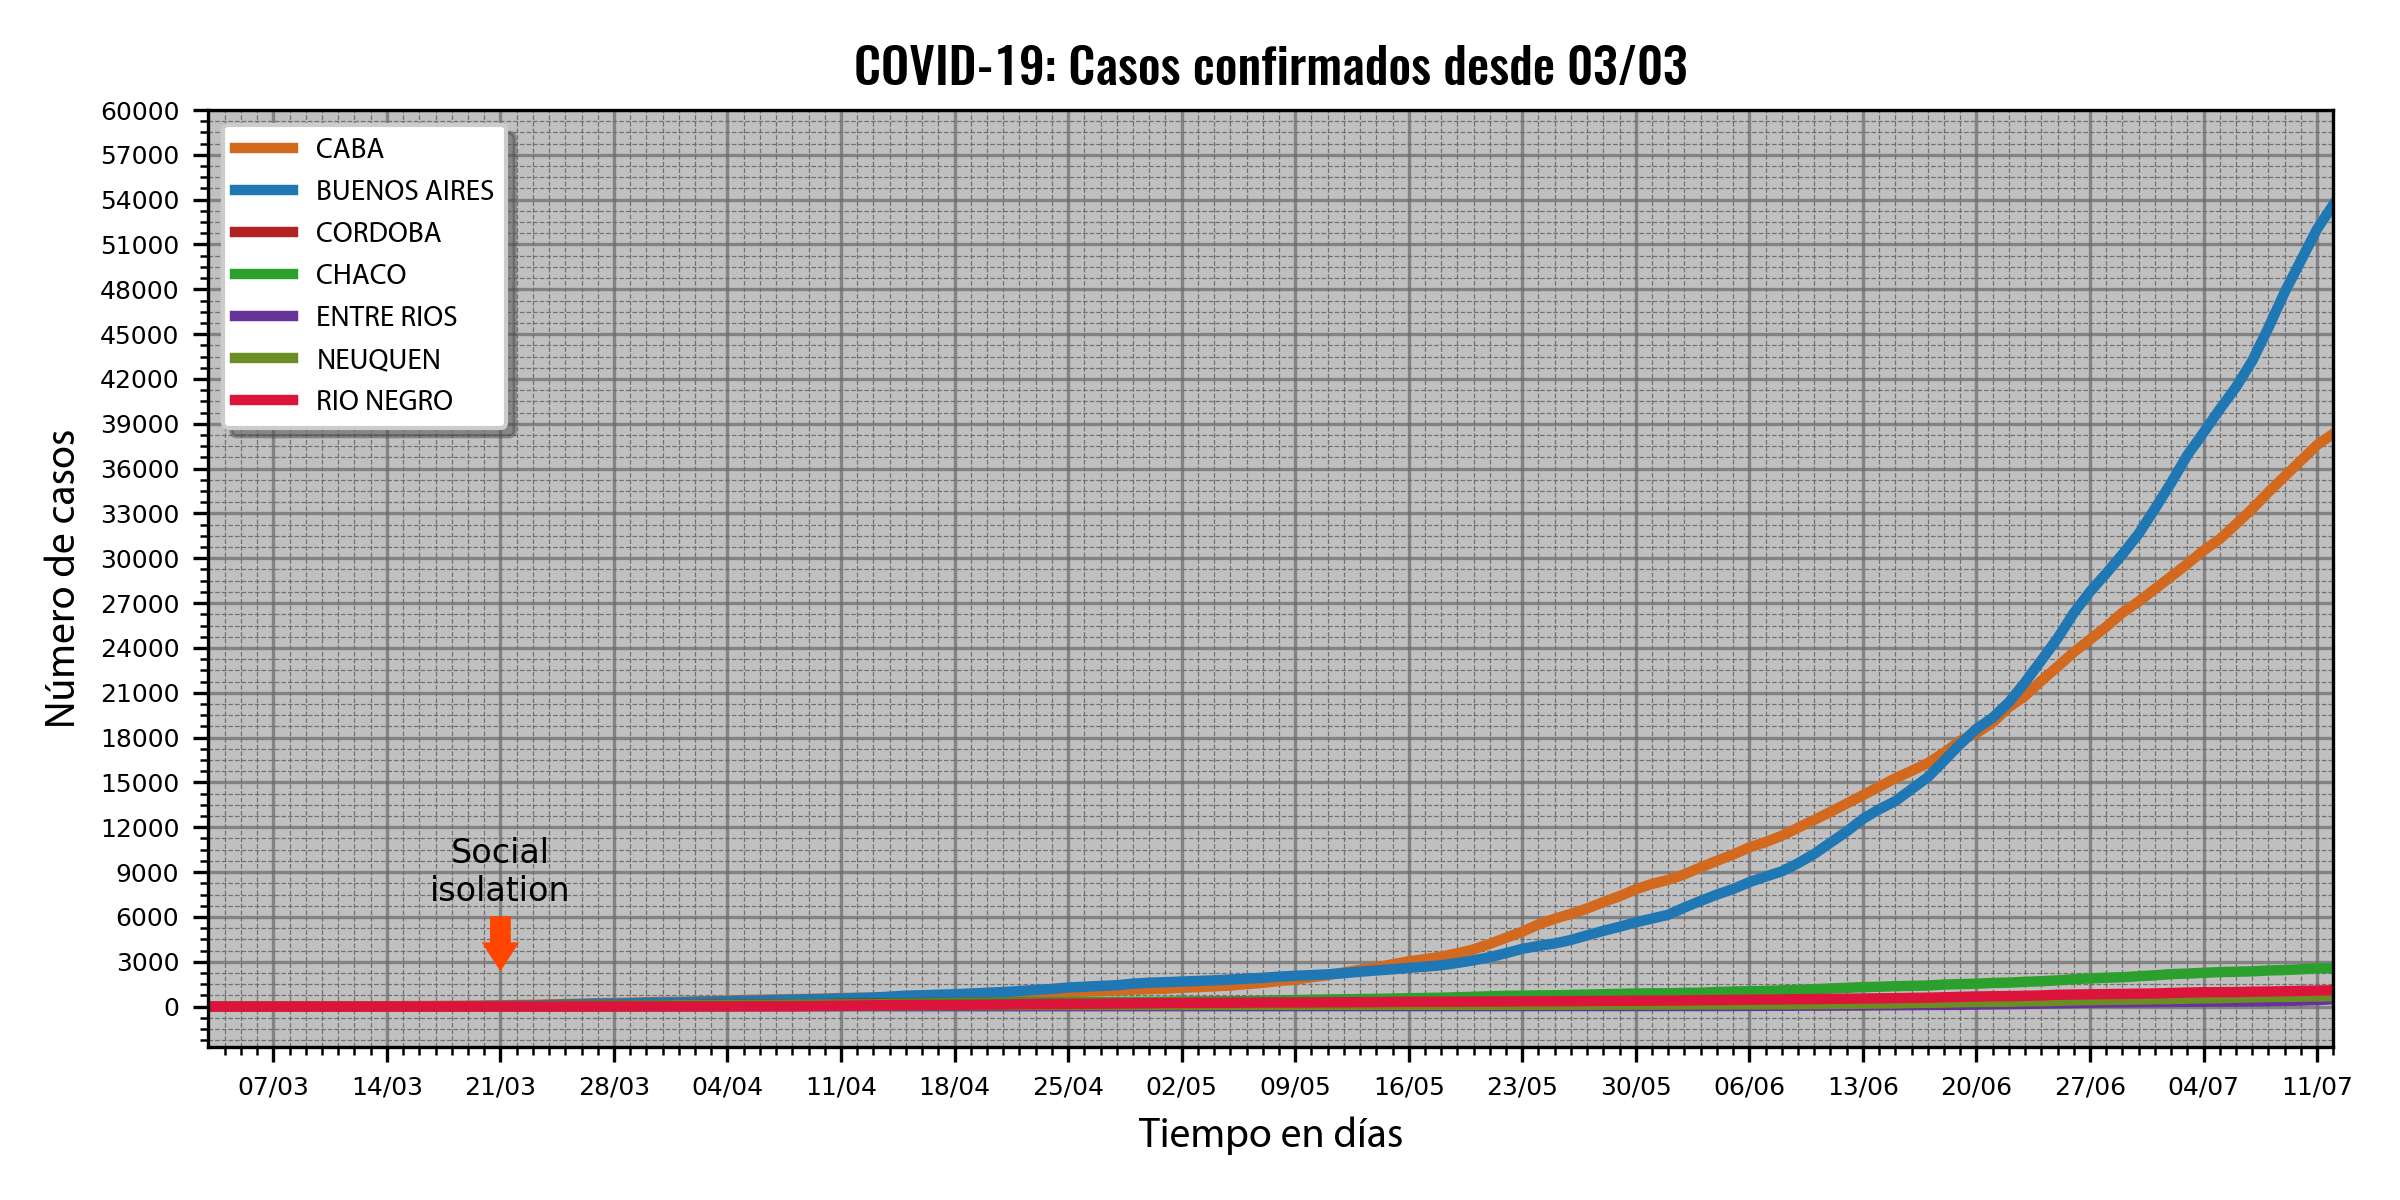 COVID-19: Casos confirmados desde 03/03
60000
57000
54000
51000
48000
45000
42000
39000
36000
33000
30000
27000
24000
21000
18000
15000
12000
9000
6000
3000
0
Número de casos
CABA
BUENOS AIRES
CORDOBA
CHACO
ENTRE RIOS
NEUQUEN
RIO NEGRO
Social
isolation
07/03 14/03 21/03 28/03 04/04 11/04 18/04 25/04 02/05 09/05 16/05 23/05 30/05 06/06 13/06 20/06 27/06 04/07 11/07
Tiempo en días